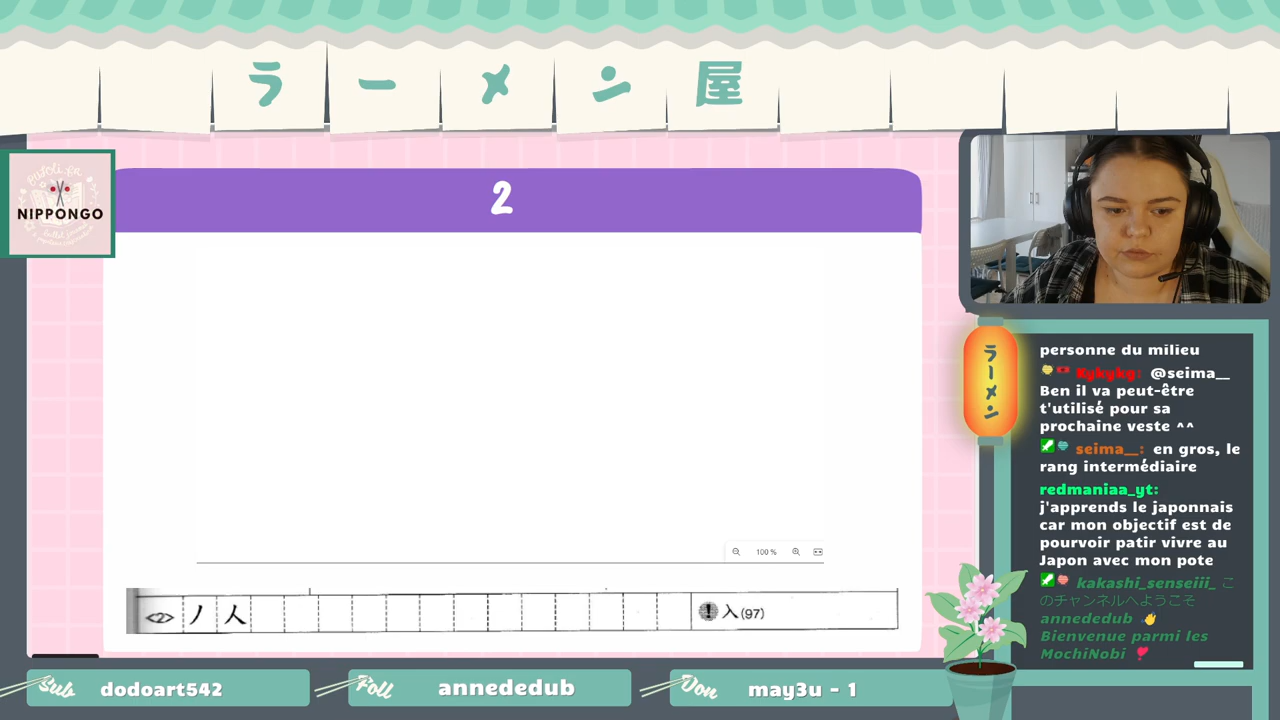 ラーメン屋
NIPPONGO
2
100 %
ノ 人
! 入(97)
ラーメン
personne du milieu
Kykykg: @seima__
Ben il va peut-être
t'utilisé pour sa
prochaine veste ^^
seima__: en gros, le
rang intermédiaire
redmaniaa_yt:
j'apprends le japonnais
car mon objectif est de
pourvoir patir vivre au
Japon avec mon pote
kakashi_senseiii_ こ
のチャンネルへようこそ
annededub 👋
Bienvenue parmi les
MochiNobi ❣️
Sub dodoart542
Foll annededub
Don may3u - 1